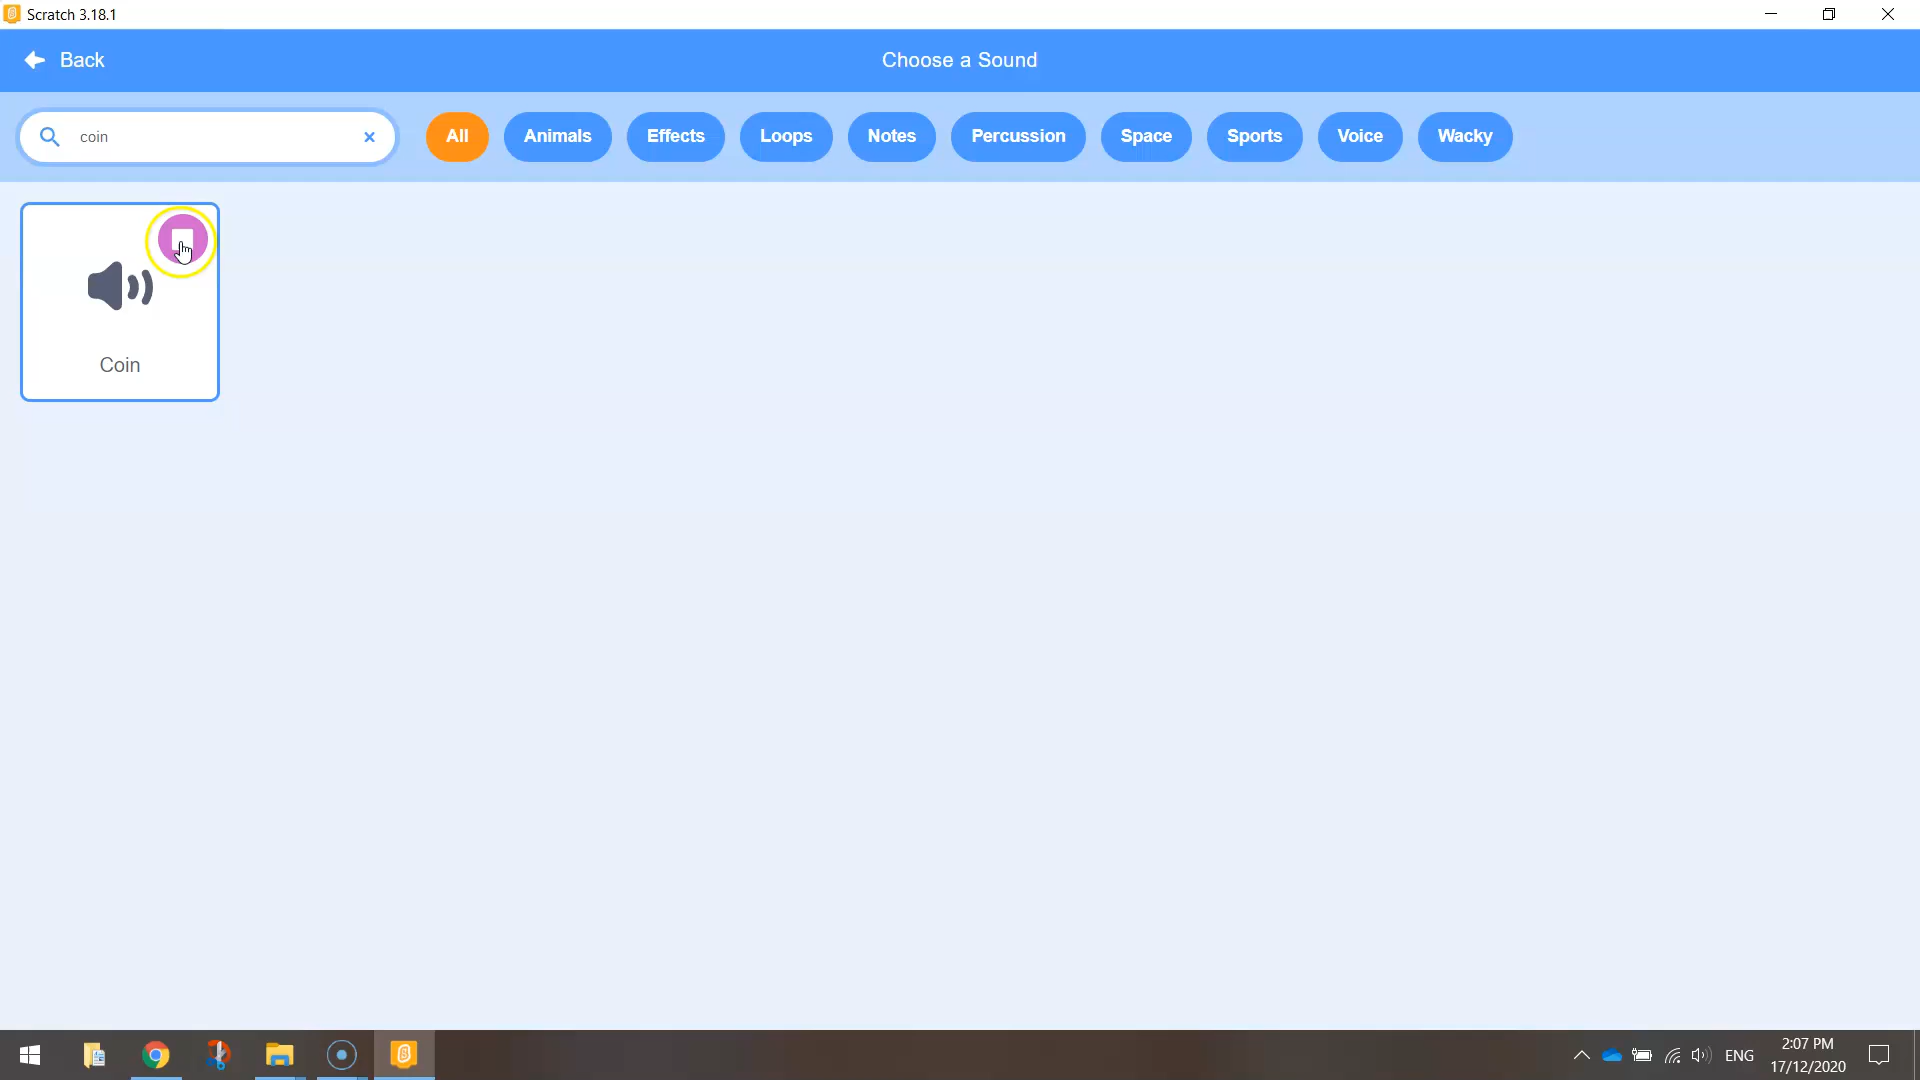 Scratch 3.18.1
Back
Choose a Sound
coin
All
Animals
Effects
Loops
Notes
Percussion
Space
Sports
Voice
Wacky
Coin
ENG
2:07 PM
17/12/2020